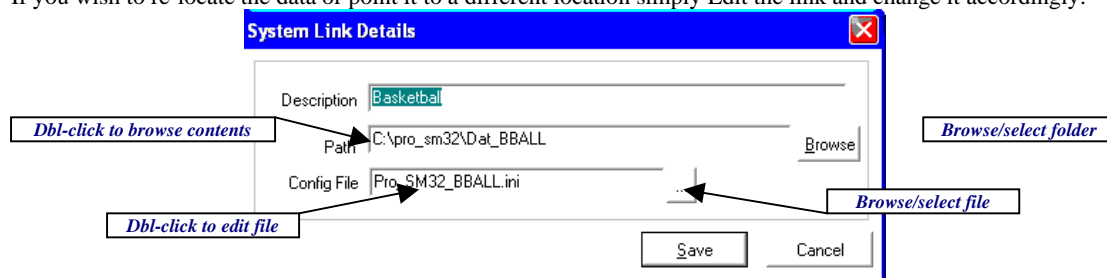 If you wish to re-locate the data or point it to a different location simply Edit the link and change it accordingly.
System Link Details
Description Basketball
Dbl-click to browse contents
Browse/select folder
Path C:\pro_sm32\Dat_BBALL Browse
Config File Pro_SM32_BBALL.ini ...
Browse/select file
Dbl-click to edit file
Save Cancel